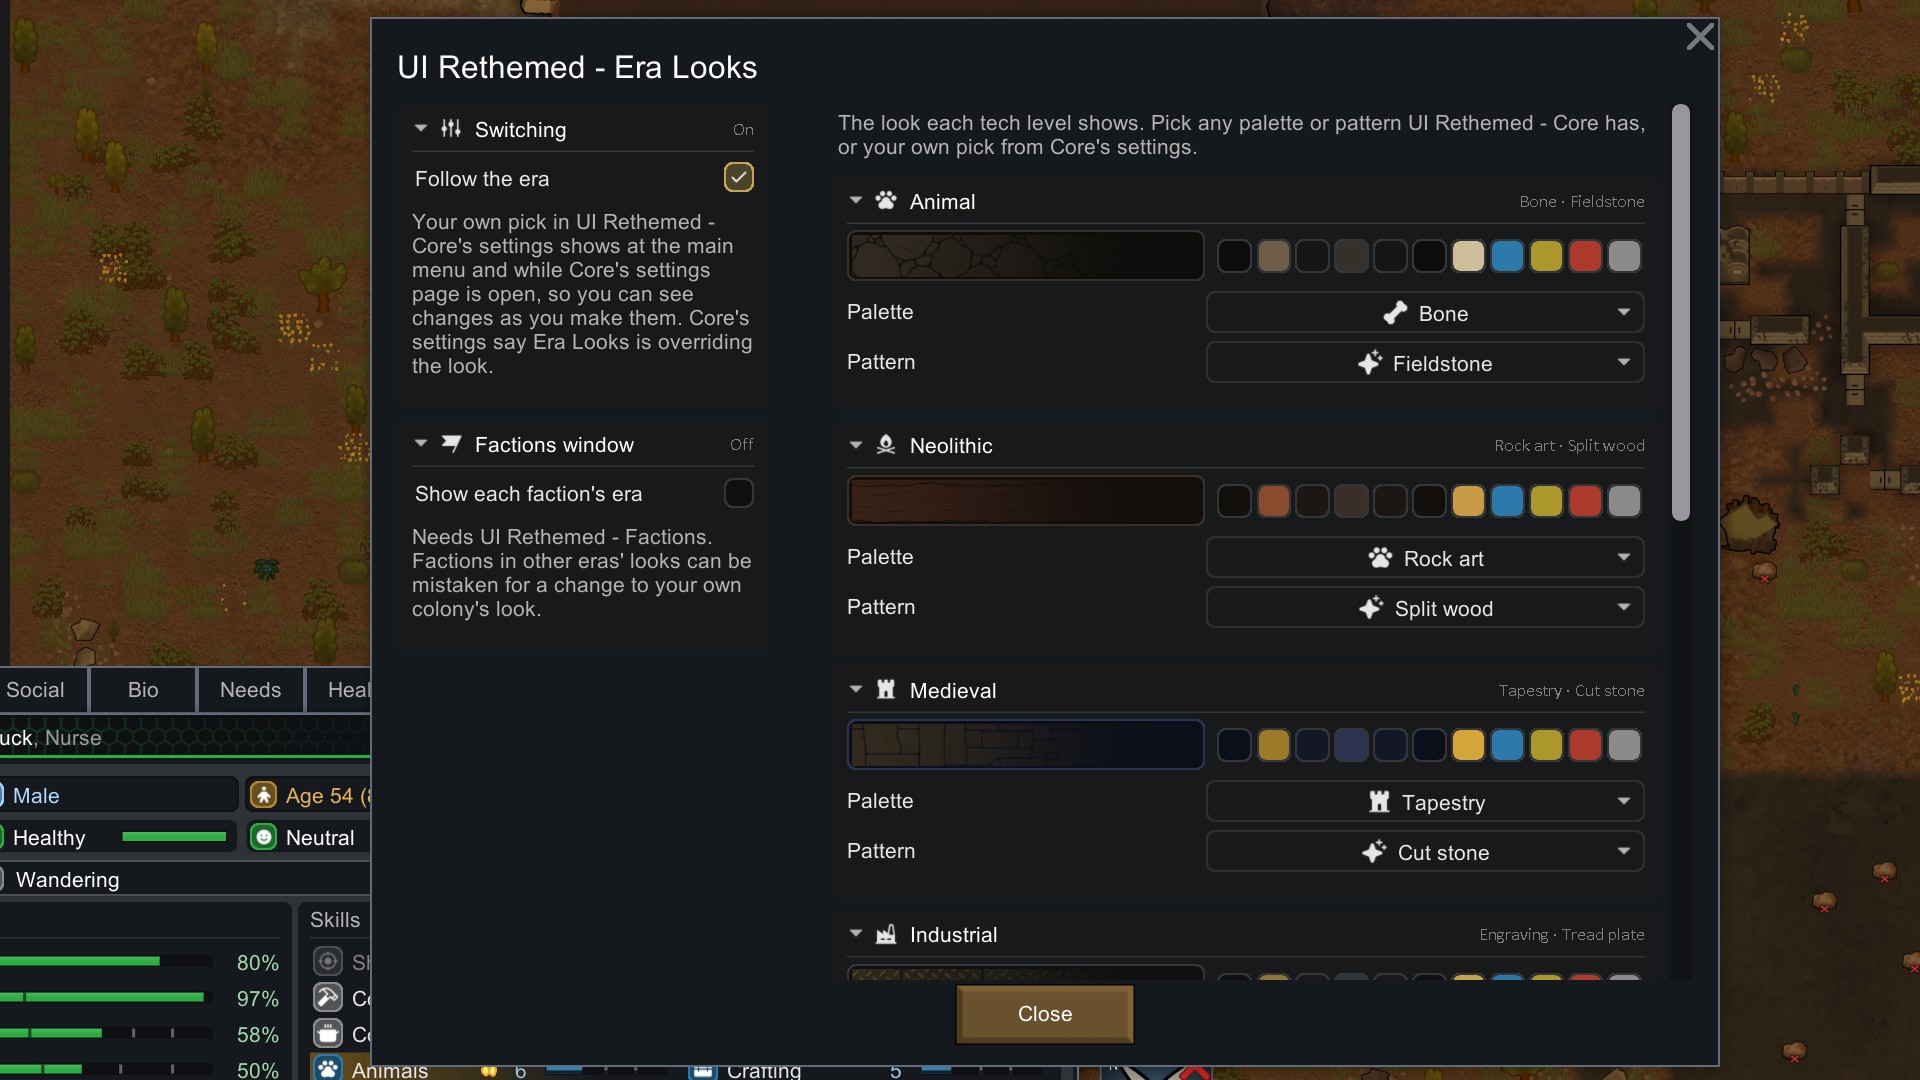 UI Rethemed - Era Looks
Switching
On
Follow the era
Your own pick in UI Rethemed -
Core's settings shows at the main
menu and while Core's settings
page is open, so you can see
changes as you make them. Core's
settings say Era Looks is overriding
the look.
Factions window
Off
Show each faction's era
Needs UI Rethemed - Factions.
Factions in other eras' looks can be
mistaken for a change to your own
colony's look.
The look each tech level shows. Pick any palette or pattern UI Rethemed - Core has,
or your own pick from Core's settings.
Animal
Bone · Fieldstone
Palette
Bone
Pattern
Fieldstone
Neolithic
Rock art · Split wood
Palette
Rock art
Pattern
Split wood
Medieval
Tapestry · Cut stone
Palette
Tapestry
Pattern
Cut stone
Industrial
Engraving · Tread plate
Close
Social
Bio
Needs
Heal
uck, Nurse
Male
Age 54 (
Healthy
Neutral
Wandering
Skills
80%
97%
58%
50%
Animals
6
Crafting
5